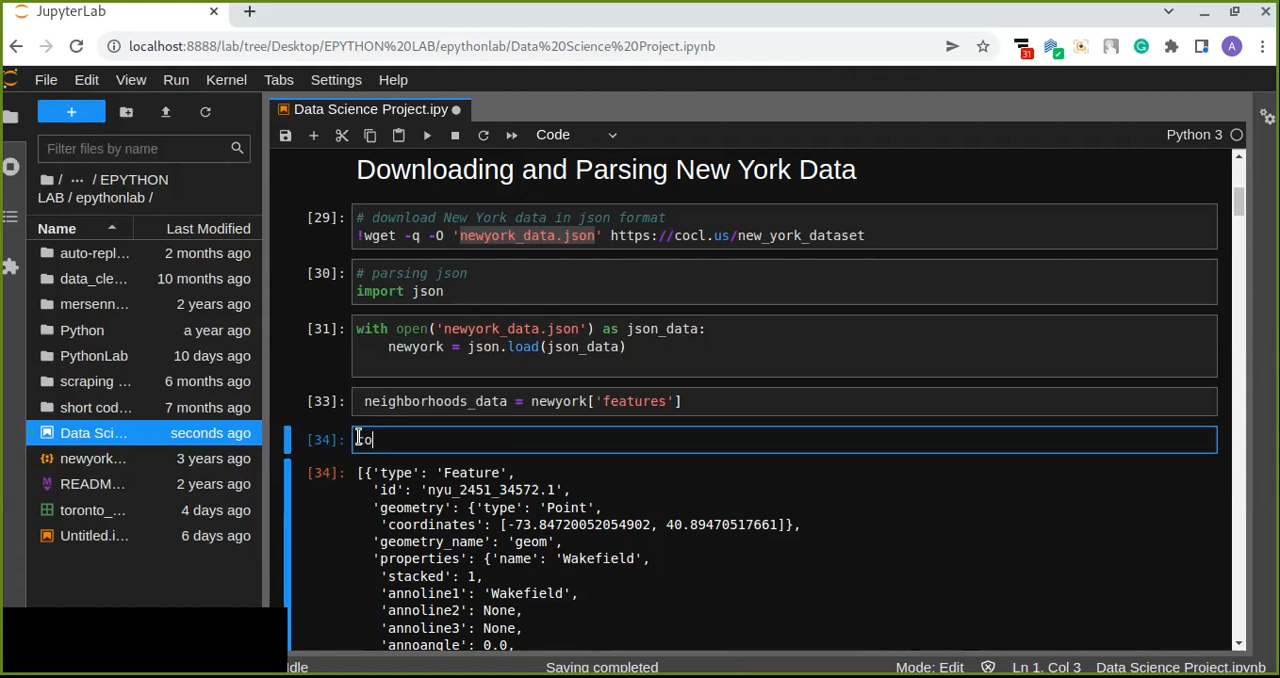 JupyterLab
localhost:8888/lab/tree/Desktop/EPYTHON%20LAB/epythonlab/Data%20Science%20Project.ipynb
31
A
File Edit View Run Kernel Tabs Settings Help
Data Science Project.ipy
Filter files by name
Code
Python 3
/ ··· / EPYTHON
LAB / epythonlab /
Name Last Modified
auto-repl... 2 months ago
data_cle... 10 months ago
mersenn... 2 years ago
Python a year ago
PythonLab 10 days ago
scraping ... 6 months ago
short cod... 7 months ago
Data Sci... seconds ago
newyork... 3 years ago
READM... 2 years ago
toronto_... 4 days ago
Untitled.i... 6 days ago
Downloading and Parsing New York Data
[29]: # download New York data in json format
!wget -q -O 'newyork_data.json' https://cocl.us/new_york_dataset
[30]: # parsing json
import json
[31]: with open('newyork_data.json') as json_data:
newyork = json.load(json_data)
[33]: neighborhoods_data = newyork['features']
[34]:
[34]: [{'type': 'Feature',
'id': 'nyu_2451_34572.1',
'geometry': {'type': 'Point',
'coordinates': [-73.84720052054902, 40.89470517661]},
'geometry_name': 'geom',
'properties': {'name': 'Wakefield',
'stacked': 1,
'annoline1': 'Wakefield',
'annoline2': None,
'annoline3': None,
'annoangle': 0.0,
Idle Saving completed Mode: Edit Ln 1, Col 3 Data Science Project.ipynb